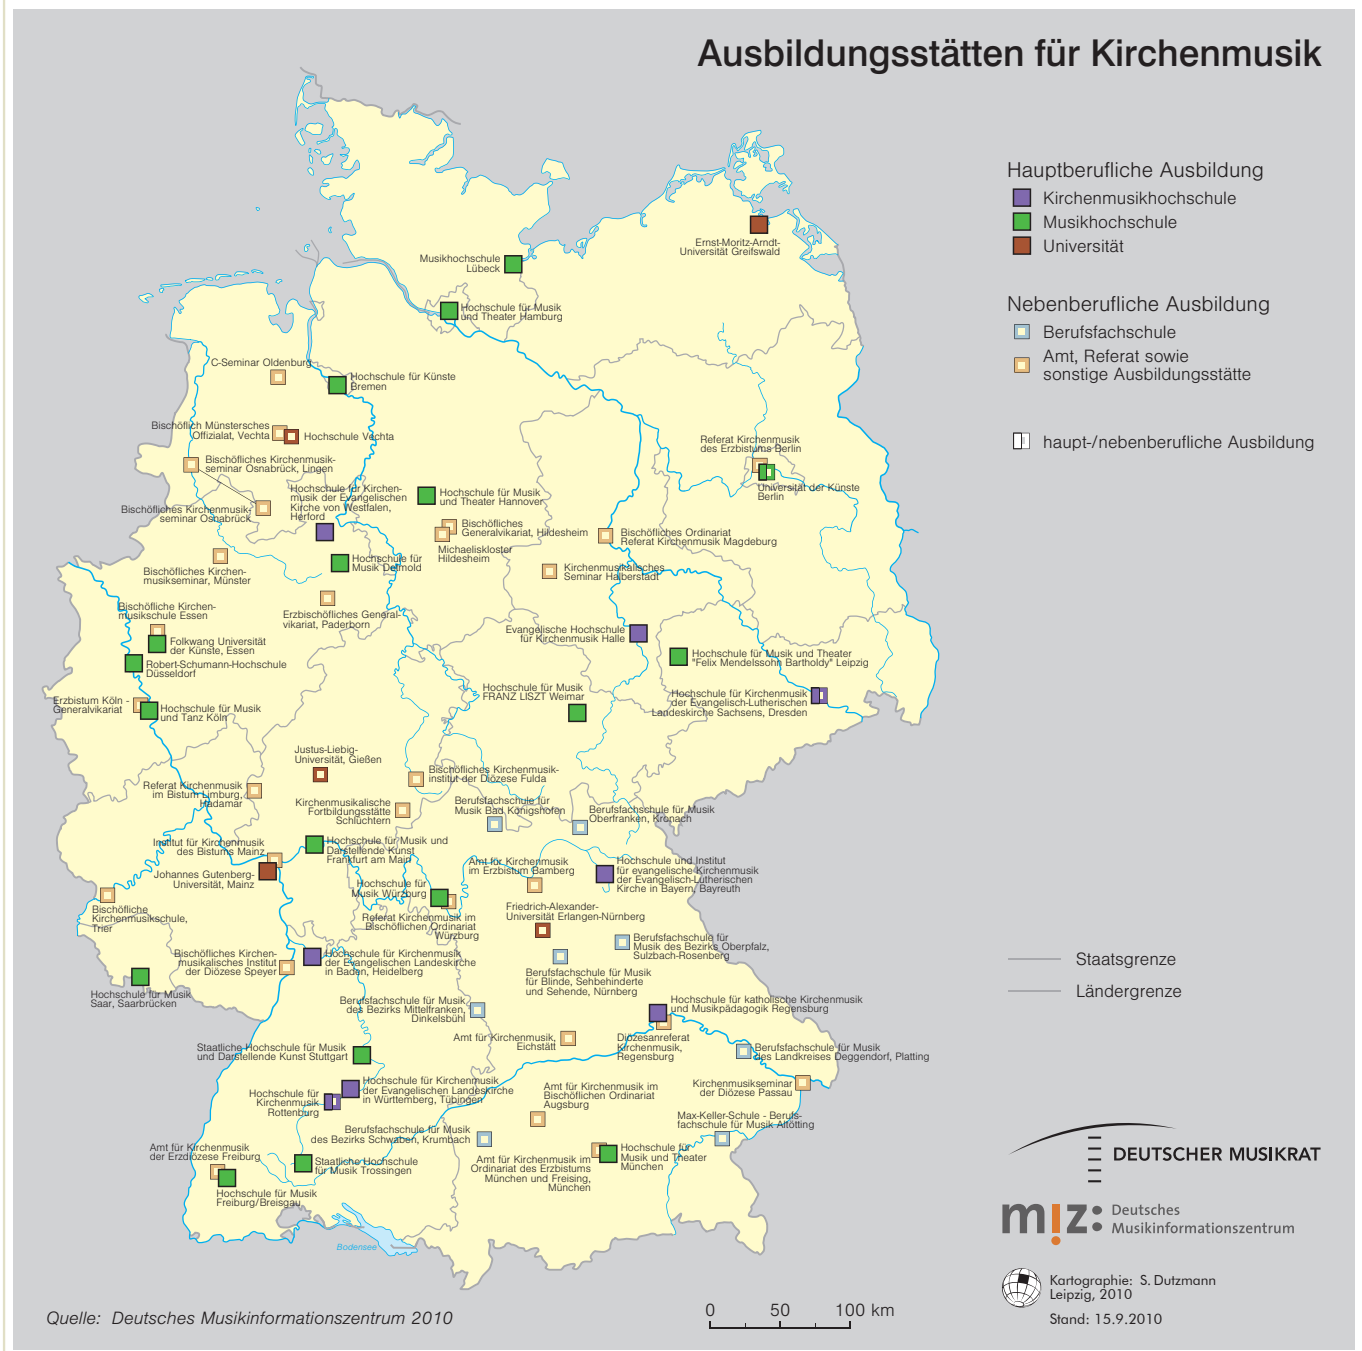 Ausbildungsstätten für Kirchenmusik
Hauptberufliche Ausbildung
Kirchenmusikhochschule
Musikhochschule
Universität
Nebenberufliche Ausbildung
Berufsfachschule
Amt, Referat sowie
sonstige Ausbildungsstätte
haupt-/nebenberufliche Ausbildung
Ernst-Moritz-Arndt-
Universität Greifswald
Musikhochschule
Lübeck
Hochschule für Musik
und Theater Hamburg
C-Seminar Oldenburg
Hochschule für Künste
Bremen
Bischöflich Münstersches
Offizialat, Vechta
Hochschule Vechta
Bischöfliches Kirchenmusik-
seminar Osnabrück, Lingen
Referat Kirchenmusik
des Erzbistums Berlin
Universität der Künste
Berlin
Hochschule für Kirchen-
musik der Evangelischen
Kirche von Westfalen,
Herford
Hochschule für Musik
und Theater Hannover
Bischöfliches Kirchenmusik-
seminar Osnabrück
Bischöfliches
Generalvikariat, Hildesheim
Michaeliskloster
Hildesheim
Bischöfliches Ordinariat
Referat Kirchenmusik Magdeburg
Bischöfliches Kirchen-
musikseminar, Münster
Hochschule für
Musik Detmold
Kirchenmusikalisches
Seminar Halberstadt
Bischöfliche Kirchen-
musikschule Essen
Erzbischöfliches General-
vikariat, Paderborn
Folkwang Universität
der Künste, Essen
Robert-Schumann-Hochschule
Düsseldorf
Evangelische Hochschule
für Kirchenmusik Halle
Hochschule für Musik und Theater
"Felix Mendelssohn Bartholdy" Leipzig
Erzbistum Köln -
Generalvikariat
Hochschule für Musik
und Tanz Köln
Hochschule für Musik
FRANZ LISZT Weimar
Hochschule für Kirchenmusik
der Evangelisch-Lutherischen
Landeskirche Sachsens, Dresden
Justus-Liebig-
Universität, Gießen
Bischöfliches Kirchenmusik-
institut der Diözese Fulda
Referat Kirchenmusik
im Bistum Limburg,
Hadamar
Kirchenmusikalische
Fortbildungsstätte
Schlüchtern
Berufsfachschule für
Musik Bad Königshofen
Berufsfachschule für Musik
Oberfranken, Kronach
Institut für Kirchenmusik
des Bistums Mainz
Hochschule für Musik und
Darstellende Kunst
Frankfurt am Main
Johannes Gutenberg-
Universität, Mainz
Amt für Kirchenmusik
im Erzbistum Bamberg
Hochschule und Institut
für evangelische Kirchenmusik
der Evangelisch-Lutherischen
Kirche in Bayern, Bayreuth
Hochschule für
Musik Würzburg
Bischöfliche
Kirchenmusikschule,
Trier
Referat Kirchenmusik im
Bischöflichen Ordinariat
Würzburg
Friedrich-Alexander-
Universität Erlangen-Nürnberg
Berufsfachschule für
Musik des Bezirks Oberpfalz,
Sulzbach-Rosenberg
Bischöfliches Kirchen-
musikalisches Institut
der Diözese Speyer
Hochschule für Kirchenmusik
der Evangelischen Landeskirche
in Baden, Heidelberg
Berufsfachschule für Musik
für Blinde, Sehbehinderte
und Sehende, Nürnberg
Hochschule für Musik
Saar, Saarbrücken
Berufsfachschule für Musik
des Bezirks Mittelfranken,
Dinkelsbühl
Hochschule für katholische Kirchenmusik
und Musikpädagogik Regensburg
Amt für Kirchenmusik,
Eichstätt
Diözesanreferat
Kirchenmusik,
Regensburg
Staatliche Hochschule für Musik
und Darstellende Kunst Stuttgart
Berufsfachschule für Musik
des Landkreises Deggendorf, Platting
Hochschule für Kirchenmusik
der Evangelischen Landeskirche
in Württemberg, Tübingen
Hochschule für
Kirchenmusik
Rottenburg
Amt für Kirchenmusik im
Bischöflichen Ordinariat
Augsburg
Kirchenmusikseminar
der Diözese Passau
Berufsfachschule für Musik
des Bezirks Schwaben, Krumbach
Max-Keller-Schule - Berufs-
fachschule für Musik Altötting
Amt für Kirchenmusik
der Erzdiözese Freiburg
Staatliche Hochschule
für Musik Trossingen
Amt für Kirchenmusik im
Ordinariat des Erzbistums
München und Freising,
München
Hochschule für
Musik und Theater
München
Hochschule für Musik
Freiburg/Breisgau
Bodensee
Staatsgrenze
Ländergrenze
DEUTSCHER MUSIKRAT
miz:
Deutsches
Musikinformationszentrum
Kartographie: S. Dutzmann
Leipzig, 2010
Stand: 15.9.2010
Quelle: Deutsches Musikinformationszentrum 2010
0 50 100 km